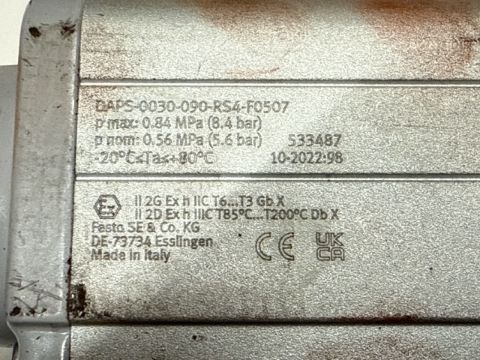 DAPS-0030-090-RS4-F0507
p max: 0.84 MPa (8.4 bar)
p nom: 0.56 MPa (5.6 bar) 533487
-20°C≤Ta≤+80°C 10-2022:98
Ex II 2G Ex h IIC T6...T3 Gb X
II 2D Ex h IIIC T85°C...T200°C Db X
Festo SE & Co. KG
DE-73734 Esslingen CE UK
Made in Italy CA